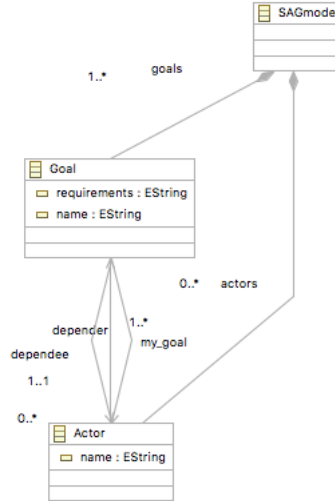 SAGmode
goals
1..*
Goal
requirements : EString
name : EString
0..*
actors
depender
1..*
my_goal
dependee
1..1
0..*
Actor
name : EString